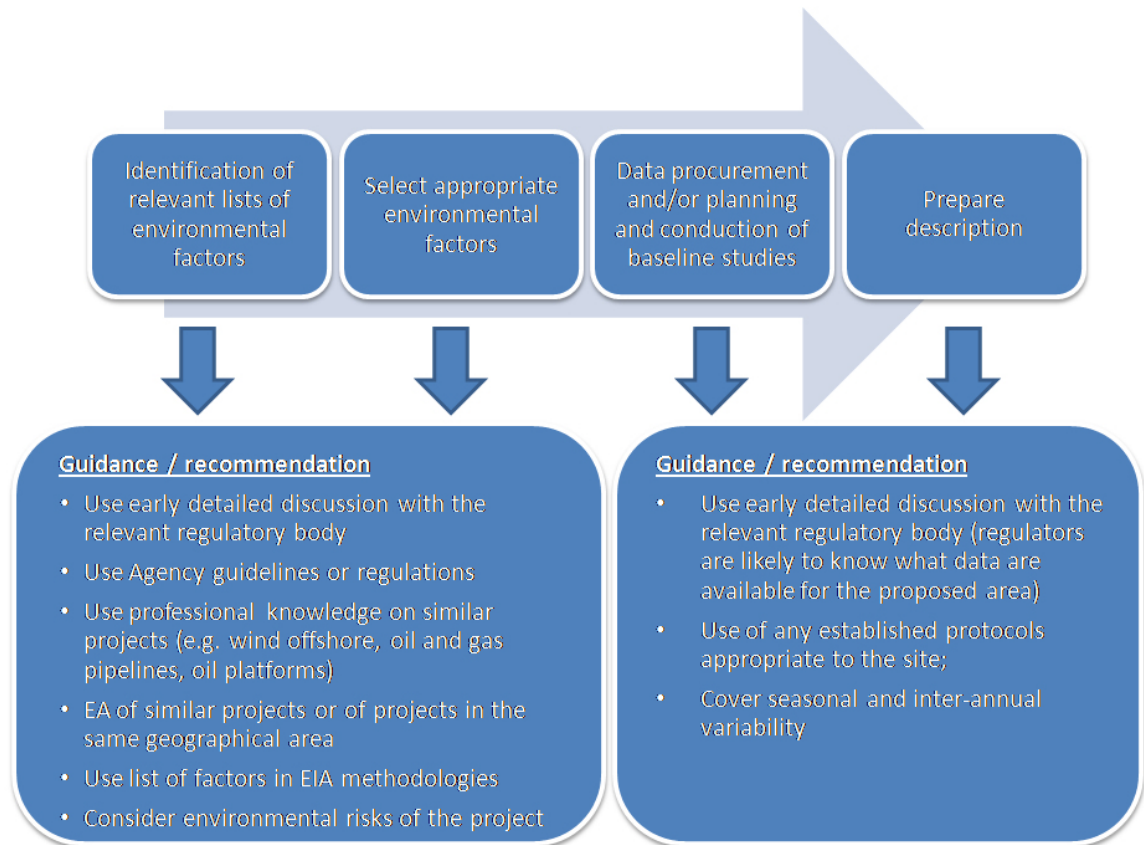 Identification of
relevant lists of
environmental
factors
Select appropriate
environmental
factors
Data procurement
and/or planning
and conduction of
baseline studies
Prepare
description
Guidance / recommendation
• Use early detailed discussion with the
relevant regulatory body
• Use Agency guidelines or regulations
• Use professional knowledge on similar
projects (e.g. wind offshore, oil and gas
pipelines, oil platforms)
• EA of similar projects or of projects in the
same geographical area
• Use list of factors in EIA methodologies
• Consider environmental risks of the project
Guidance / recommendation
• Use early detailed discussion with the
relevant regulatory body (regulators
are likely to know what data are
available for the proposed area)
• Use of any established protocols
appropriate to the site;
• Cover seasonal and inter-annual
variability